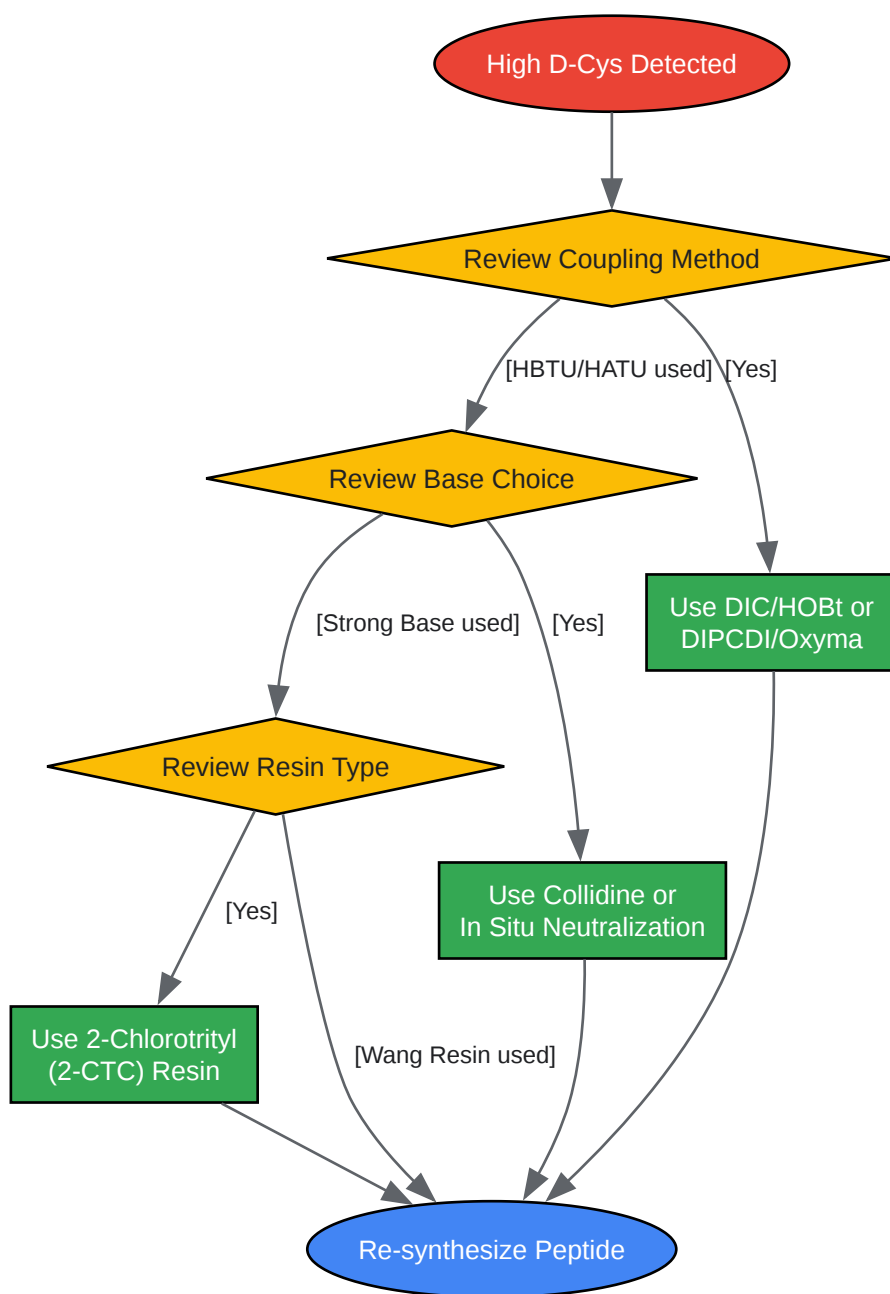 High D-Cys Detected
Review Coupling Method
[HBTU/HATU used]
[Yes]
Review Base Choice
Use DIC/HOBt or
DIPCDI/Oxyma
[Strong Base used]
[Yes]
Review Resin Type
Use Collidine or
In Situ Neutralization
[Yes]
Use 2-Chlorotrityl
(2-CTC) Resin
[Wang Resin used]
Re-synthesize Peptide